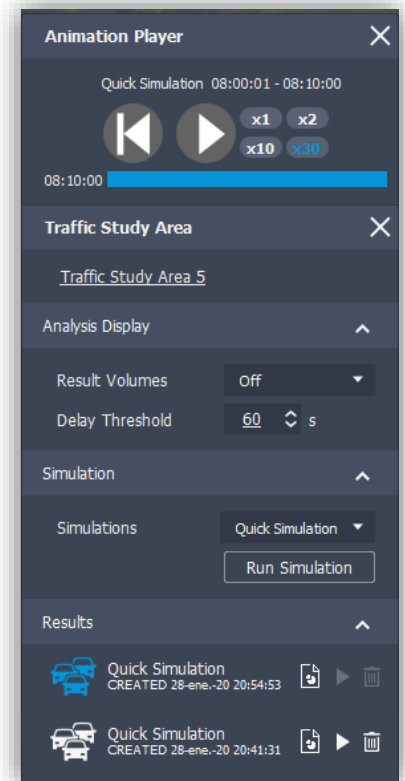 Animation Player
Quick Simulation 08:00:01 - 08:10:00
x1 x2
x10 x30
08:10:00
Traffic Study Area
Traffic Study Area 5
Analysis Display
Result Volumes Off
Delay Threshold 60 s
Simulation
Simulations Quick Simulation
Run Simulation
Results
Quick Simulation
CREATED 28-ene.-20 20:54:53
Quick Simulation
CREATED 28-ene.-20 20:41:31